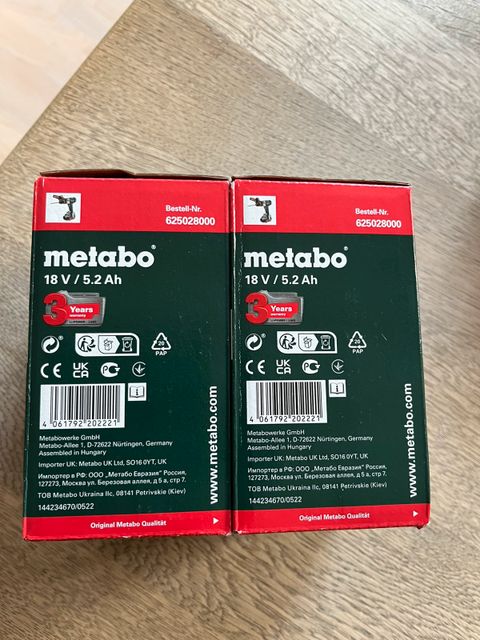 Bestell-Nr.
625028000
metabo®
18 V / 5.2 Ah
3 Years
warranty
20
PAP
CE UK CA
4 061792 202221
Metabowerke GmbH
Metabo-Allee 1, D-72622 Nürtingen, Germany
Assembled in Hungary
Importer UK: Metabo UK Ltd, SO16 0YT, UK
Импортер в РФ: ООО „Метабо Евразия" Россия,
127273, Москва ул. Березовая аллея, д 5 а, стр 7.
ТОВ Metabo Ukraina llc, 08141 Petrivskie (Kiev)
144234670/0522
www.metabo.com
Original Metabo Qualität
Bestell-Nr.
625028000
metabo®
18 V / 5.2 Ah
3 Years
warranty
20
PAP
CE UK CA
4 061792 202221
Metabowerke GmbH
Metabo-Allee 1, D-72622 Nürtingen, Germany
Assembled in Hungary
Importer UK: Metabo UK Ltd, SO16 0YT, UK
Импортер в РФ: ООО „Метабо Евразия" Россия,
127273, Москва ул. Березовая аллея, д 5 а, стр 7.
ТОВ Metabo Ukraina llc, 08141 Petrivskie (Kiev)
144234670/0522
www.metabo.com
Original Metabo Qualität